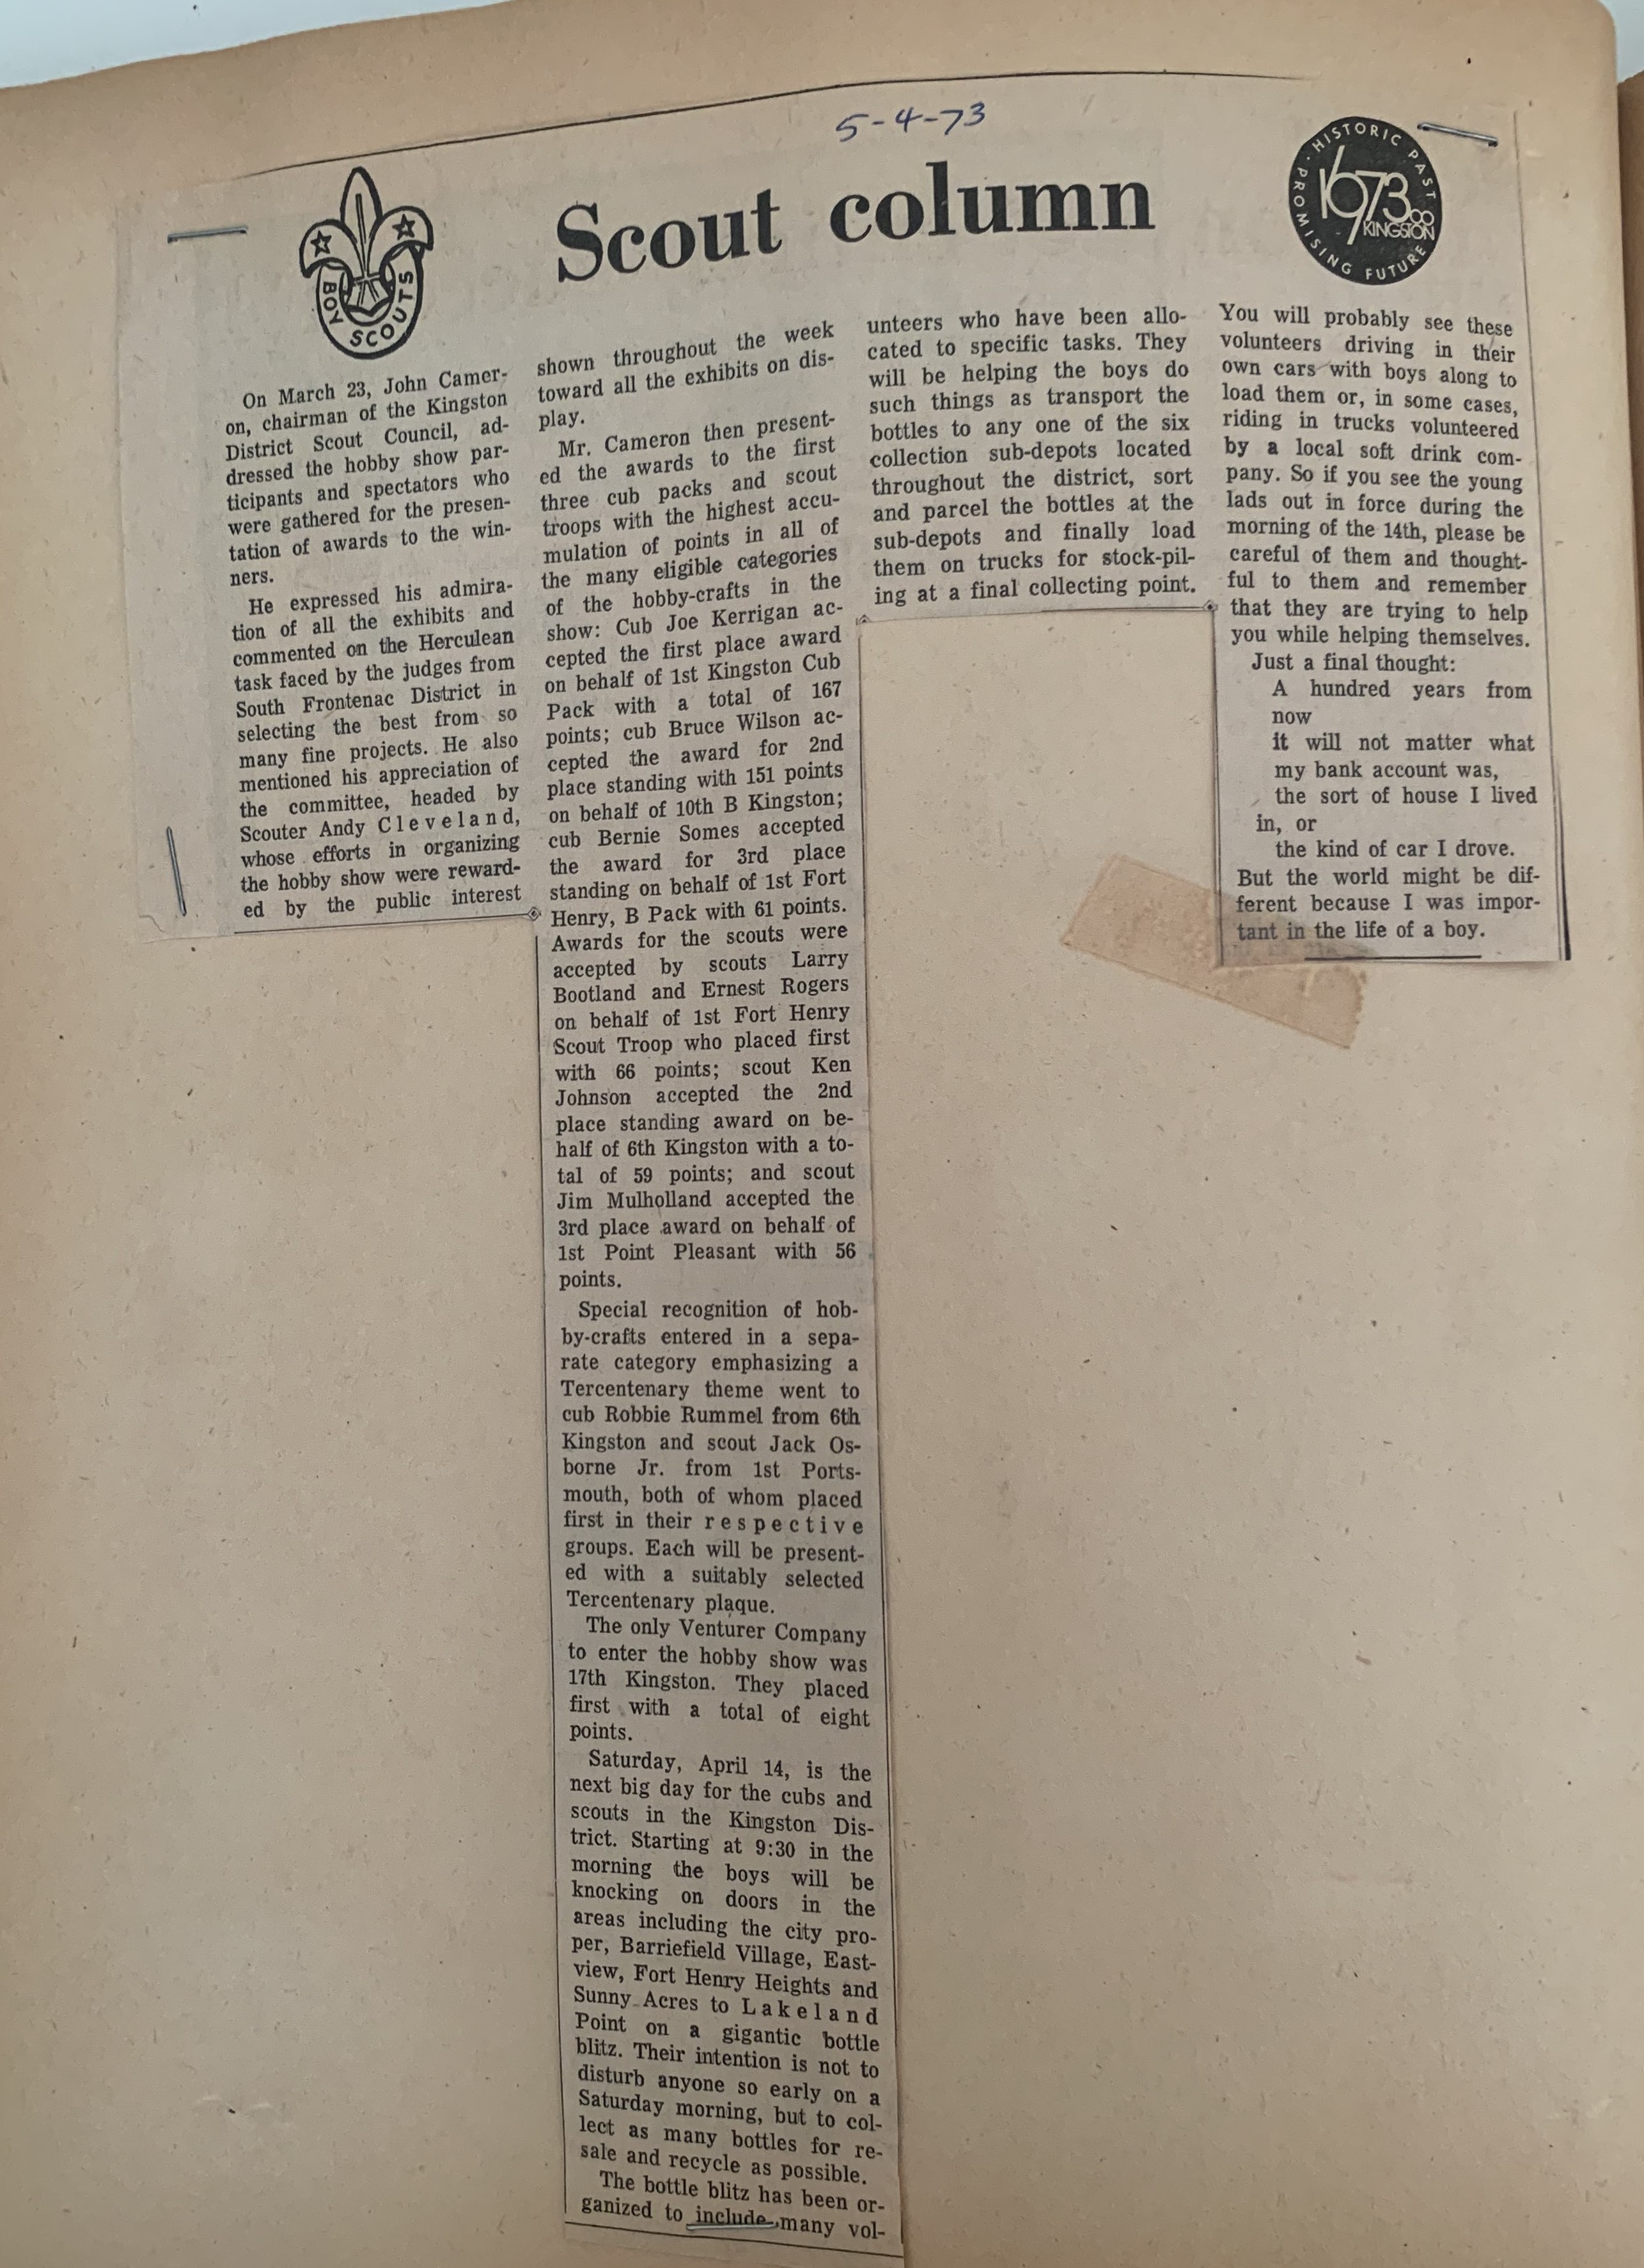 5-4-73
Scout column
BOY SCOUTS
HISTORIC PAST · PROMISING FUTURE
1673
KINGSTON
On March 23, John Camer-
on, chairman of the Kingston
District Scout Council, ad-
dressed the hobby show par-
ticipants and spectators who
were gathered for the presen-
tation of awards to the win-
ners.
He expressed his admira-
tion of all the exhibits and
commented on the Herculean
task faced by the judges from
South Frontenac District in
selecting the best from so
many fine projects. He also
mentioned his appreciation of
the committee, headed by
Scouter Andy Cleveland,
whose efforts in organizing
the hobby show were reward-
ed by the public interest
shown throughout the week
toward all the exhibits on dis-
play.
Mr. Cameron then present-
ed the awards to the first
three cub packs and scout
troops with the highest accu-
mulation of points in all of
the many eligible categories
of the hobby-crafts in the
show: Cub Joe Kerrigan ac-
cepted the first place award
on behalf of 1st Kingston Cub
Pack with a total of 167
points; cub Bruce Wilson ac-
cepted the award for 2nd
place standing with 151 points
on behalf of 10th B Kingston;
cub Bernie Somes accepted
the award for 3rd place
standing on behalf of 1st Fort
Henry, B Pack with 61 points.
Awards for the scouts were
accepted by scouts Larry
Bootland and Ernest Rogers
on behalf of 1st Fort Henry
Scout Troop who placed first
with 66 points; scout Ken
Johnson accepted the 2nd
place standing award on be-
half of 6th Kingston with a to-
tal of 59 points; and scout
Jim Mulholland accepted the
3rd place award on behalf of
1st Point Pleasant with 56
points.
Special recognition of hob-
by-crafts entered in a sepa-
rate category emphasizing a
Tercentenary theme went to
cub Robbie Rummel from 6th
Kingston and scout Jack Os-
borne Jr. from 1st Ports-
mouth, both of whom placed
first in their respective
groups. Each will be present-
ed with a suitably selected
Tercentenary plaque.
The only Venturer Company
to enter the hobby show was
17th Kingston. They placed
first with a total of eight
points.
Saturday, April 14, is the
next big day for the cubs and
scouts in the Kingston Dis-
trict. Starting at 9:30 in the
morning the boys will be
knocking on doors in the
areas including the city pro-
per, Barriefield Village, East-
view, Fort Henry Heights and
Sunny Acres to Lakeland
Point on a gigantic bottle
blitz. Their intention is not to
disturb anyone so early on a
Saturday morning, but to col-
lect as many bottles for re-
sale and recycle as possible.
The bottle blitz has been or-
ganized to include many vol-
unteers who have been allo-
cated to specific tasks. They
will be helping the boys do
such things as transport the
bottles to any one of the six
collection sub-depots located
throughout the district, sort
and parcel the bottles at the
sub-depots and finally load
them on trucks for stock-pil-
ing at a final collecting point.
You will probably see these
volunteers driving in their
own cars with boys along to
load them or, in some cases,
riding in trucks volunteered
by a local soft drink com-
pany. So if you see the young
lads out in force during the
morning of the 14th, please be
careful of them and thought-
ful to them and remember
that they are trying to help
you while helping themselves.
Just a final thought:
A hundred years from
now
it will not matter what
my bank account was,
the sort of house I lived
in, or
the kind of car I drove.
But the world might be dif-
ferent because I was impor-
tant in the life of a boy.